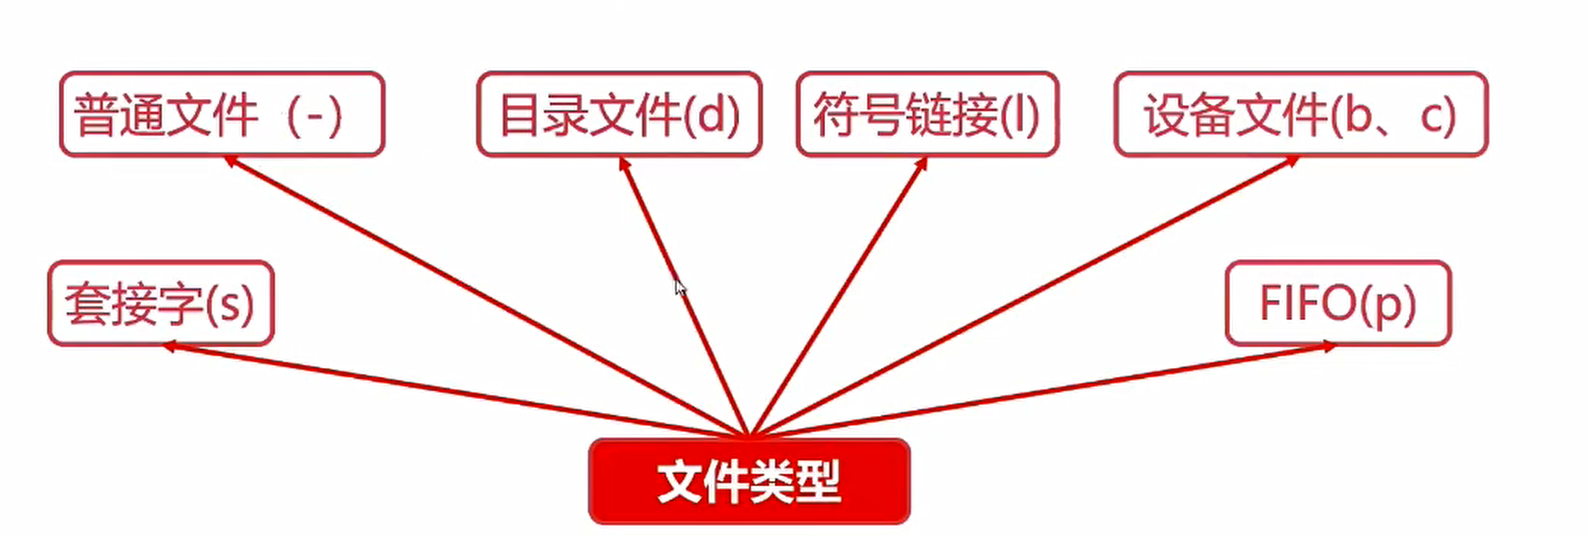 普通文件（-）
目录文件(d)
符号链接(l)
设备文件(b、c)
套接字(s)
FIFO(p)
文件类型